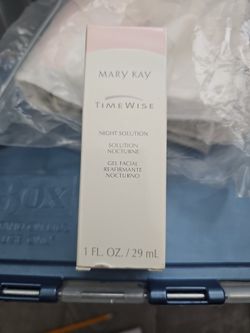 MARY KAY
TIMEWISE
NIGHT SOLUTION
SOLUTION
NOCTURNE
GEL FACIAL
REAFIRMANTE
NOCTURNO
1 FL. OZ. / 29 mL